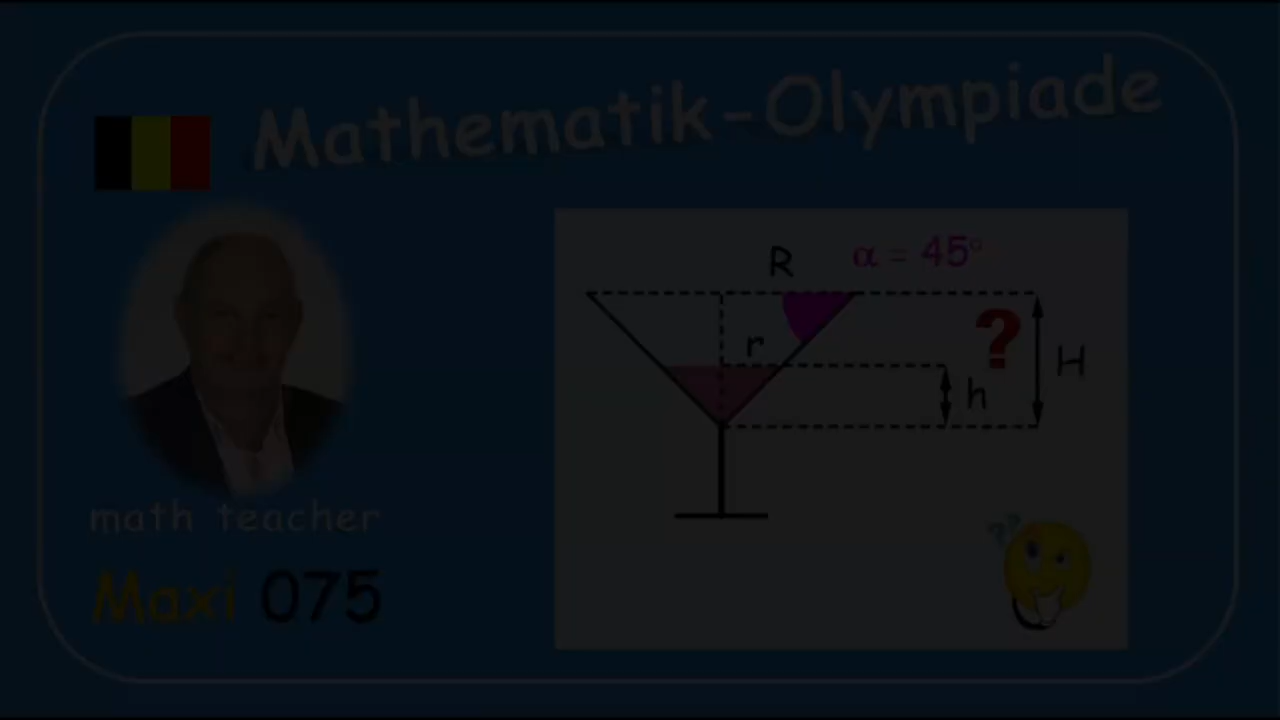 Mathematik-Olympiade
R α = 45°
r
?
H
h
??
math teacher
Maxi 075